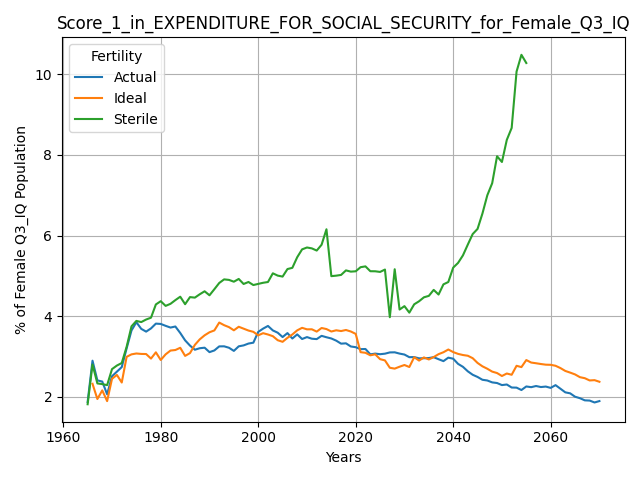 Score_1_in_EXPENDITURE_FOR_SOCIAL_SECURITY_for_Female_Q3_IQ
Fertility
Actual
Ideal
Sterile
% of Female Q3_IQ Population
10
8
6
4
2
1960
1980
2000
2020
2040
2060
Years